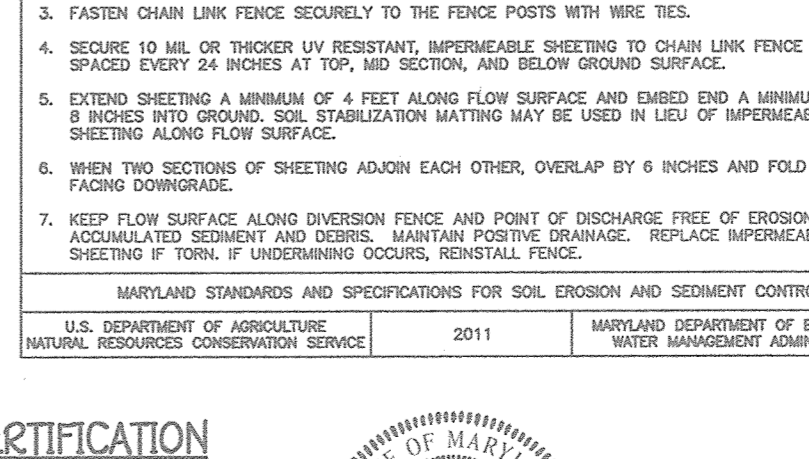 3. FASTEN CHAIN LINK FENCE SECURELY TO THE FENCE POSTS WITH WIRE TIES.
4. SECURE 10 MIL OR THICKER UV RESISTANT, IMPERMEABLE SHEETING TO CHAIN LINK FENCE
SPACED EVERY 24 INCHES AT TOP, MID SECTION, AND BELOW GROUND SURFACE.
5. EXTEND SHEETING A MINIMUM OF 4 FEET ALONG FLOW SURFACE AND EMBED END A MINIMU
8 INCHES INTO GROUND. SOIL STABILIZATION MATTING MAY BE USED IN LIEU OF IMPERMEAB
SHEETING ALONG FLOW SURFACE.
6. WHEN TWO SECTIONS OF SHEETING ADJOIN EACH OTHER, OVERLAP BY 6 INCHES AND FOLD
FACING DOWNGRADE.
7. KEEP FLOW SURFACE ALONG DIVERSION FENCE AND POINT OF DISCHARGE FREE OF EROSION
ACCUMULATED SEDIMENT AND DEBRIS. MAINTAIN POSITIVE DRAINAGE. REPLACE IMPERMEAB
SHEETING IF TORN. IF UNDERMINING OCCURS, REINSTALL FENCE.
MARYLAND STANDARDS AND SPECIFICATIONS FOR SOIL EROSION AND SEDIMENT CONTRO
U.S. DEPARTMENT OF AGRICULTURE
NATURAL RESOURCES CONSERVATION SERVICE
2011
MARYLAND DEPARTMENT OF E
WATER MANAGEMENT ADMIN
ERTIFICATION
E OF MARYL